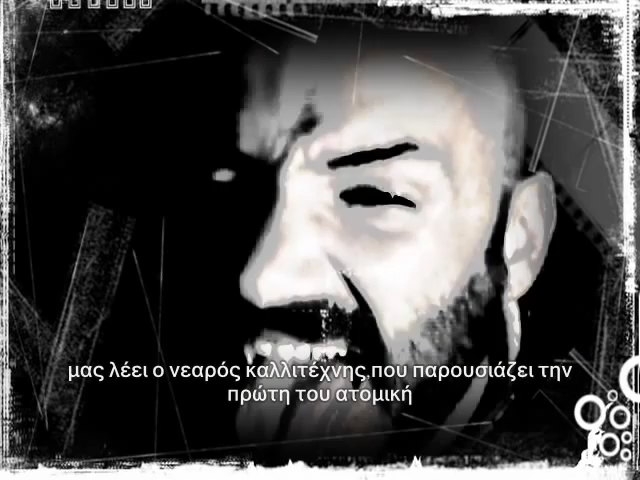 μας λέει ο νεαρός καλλιτέχνης,που παρουσιάζει την
πρώτη του ατομική